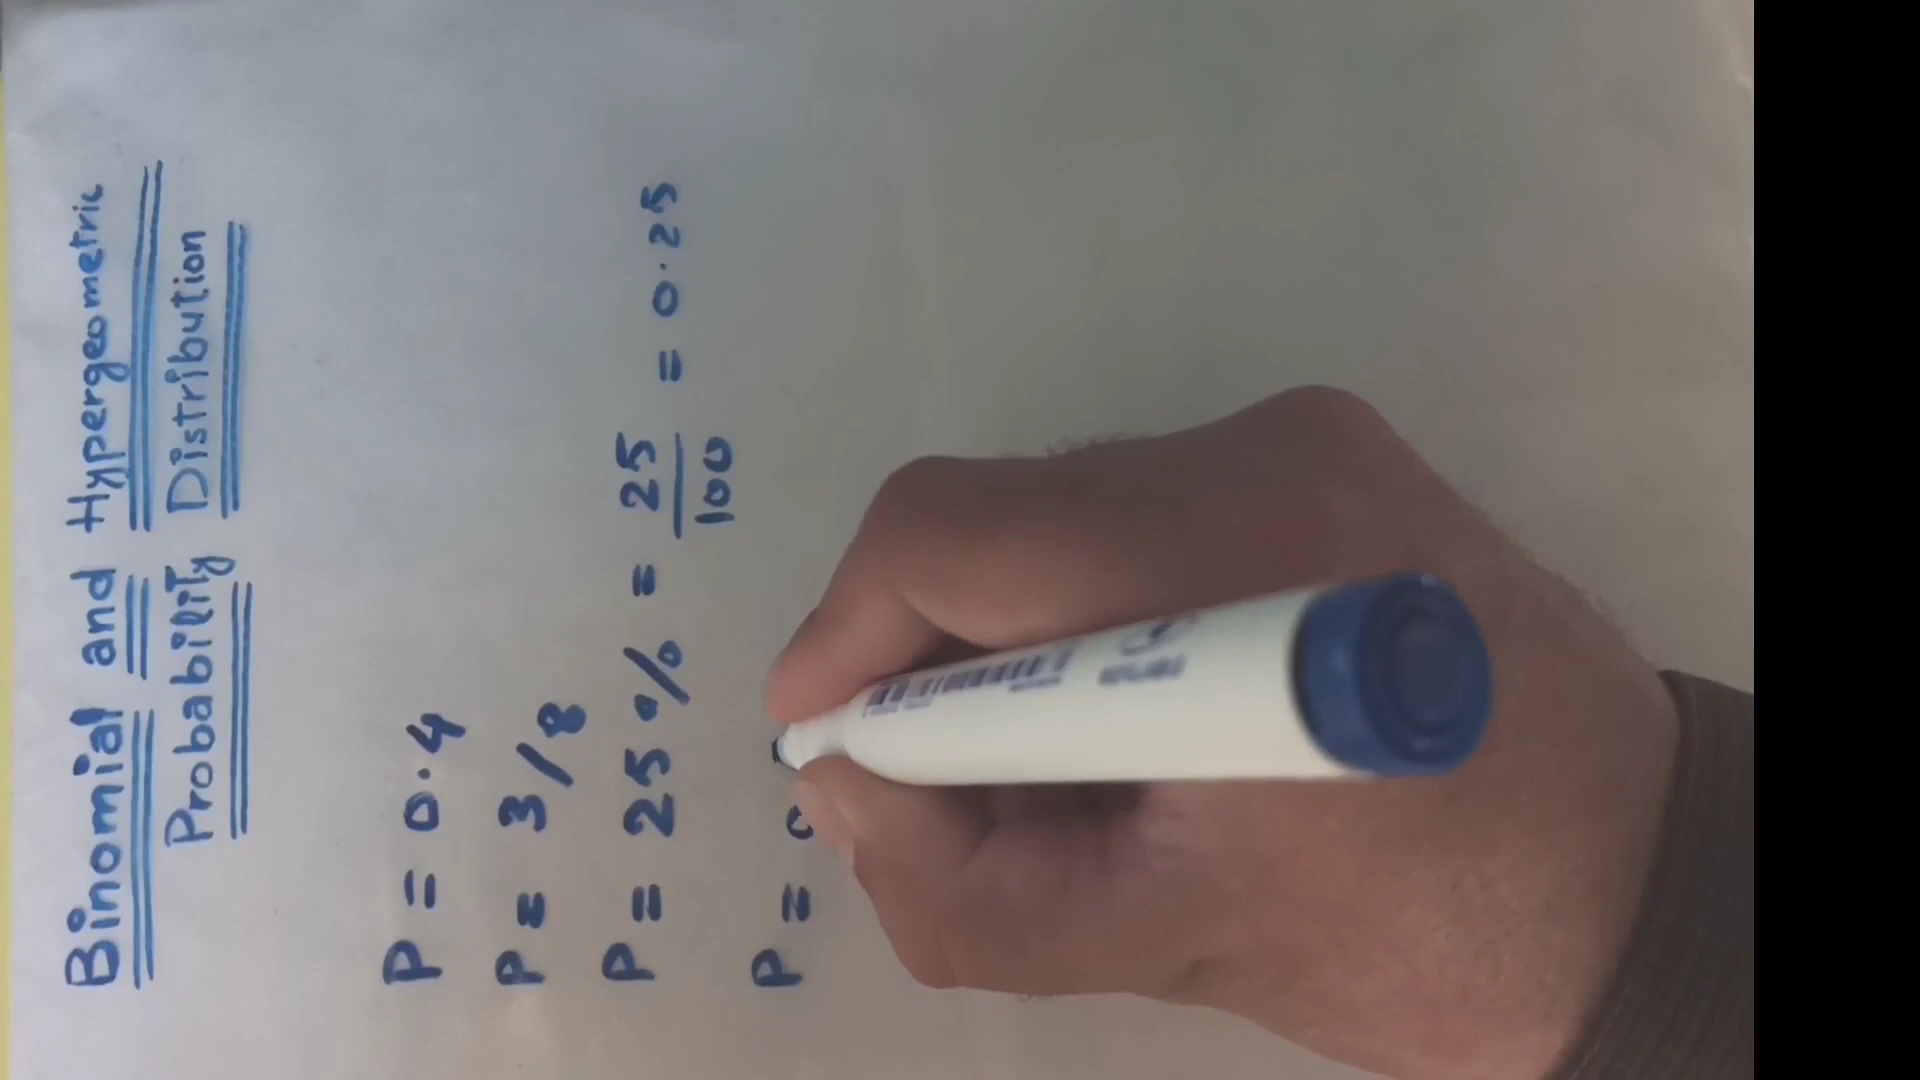 Binomial and Hypergeometric
Probability Distribution
P = 0.4
P = 3/8
P = 25% = 25/100 = 0.25
P =